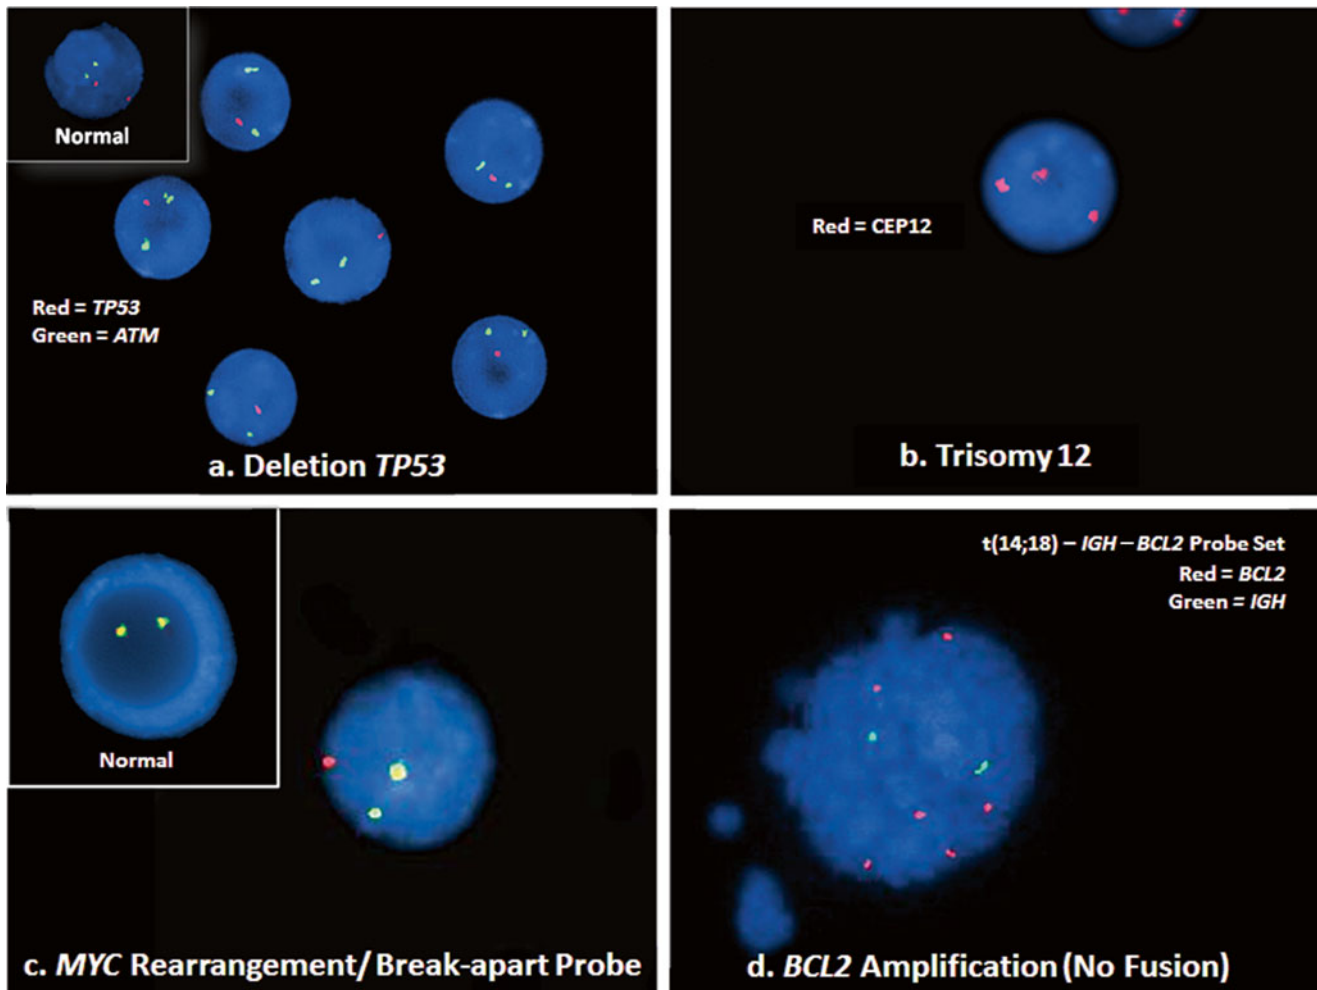 Normal
Red = TP53
Green = ATM
a. Deletion TP53
Red = CEP12
b. Trisomy 12
Normal
c. MYC Rearrangement/Break-apart Probe
t(14;18) – IGH – BCL2 Probe Set
Red = BCL2
Green = IGH
d. BCL2 Amplification (No Fusion)